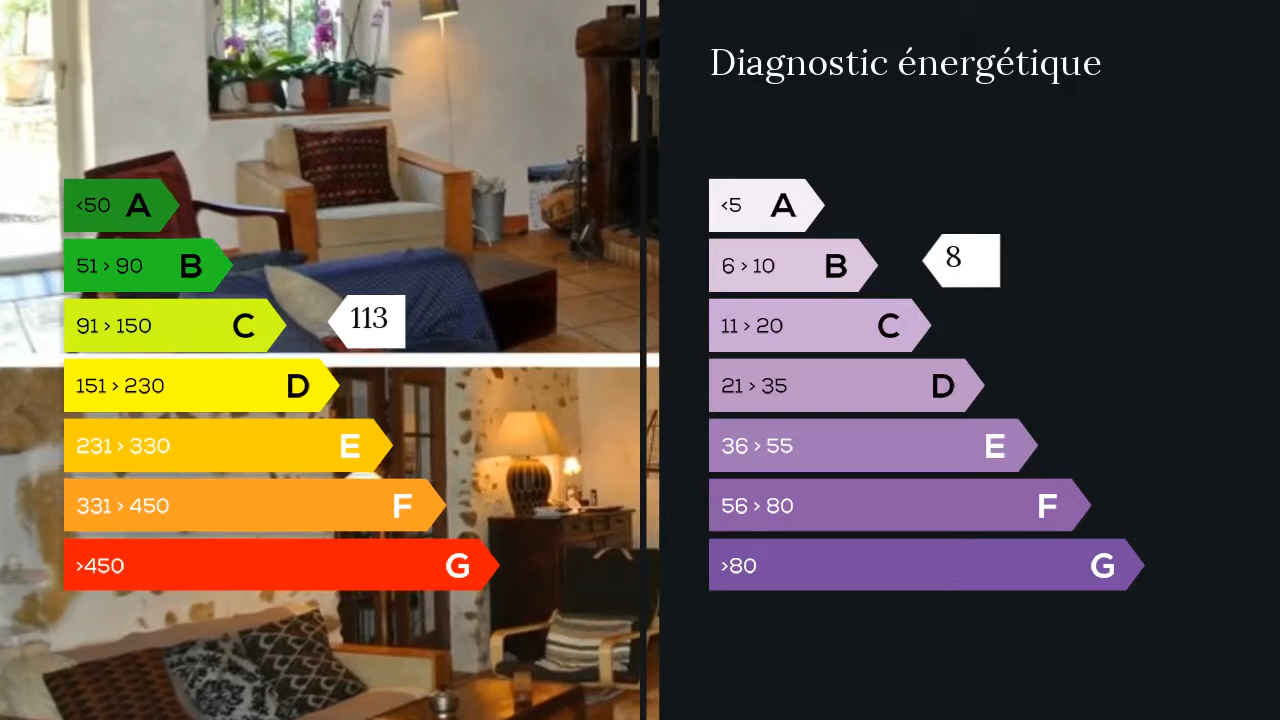 Diagnostic énergétique
<50 A
51 > 90 B
91 > 150 C
113
151 > 230 D
231 > 330 E
331 > 450 F
>450 G
<5 A
6 > 10 B
8
11 > 20 C
21 > 35 D
36 > 55 E
56 > 80 F
>80 G